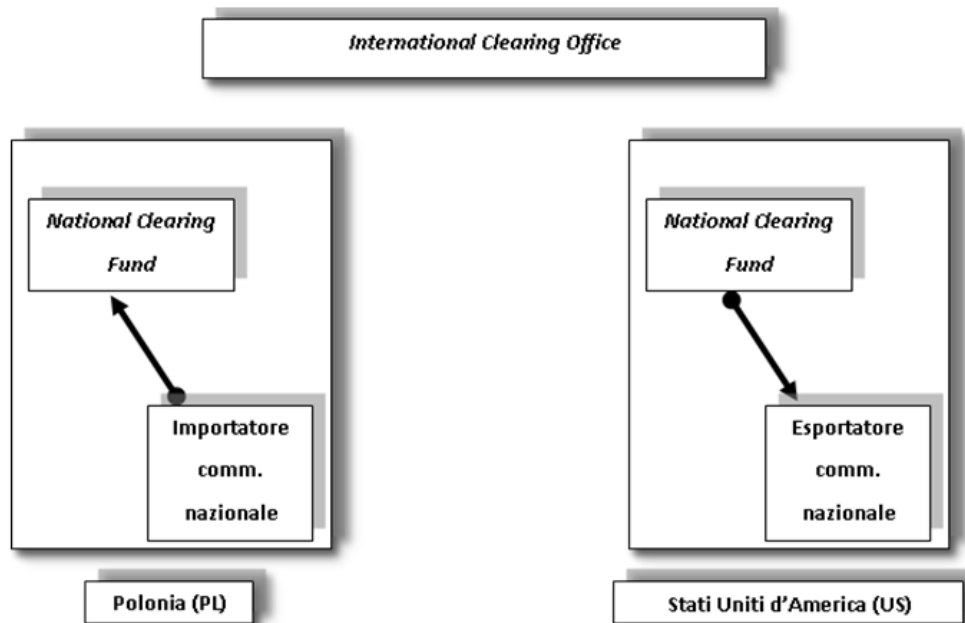 International Clearing Office
National Clearing
Fund
Importatore
comm.
nazionale
Polonia (PL)
National Clearing
Fund
Esportatore
comm.
nazionale
Stati Uniti d'America (US)